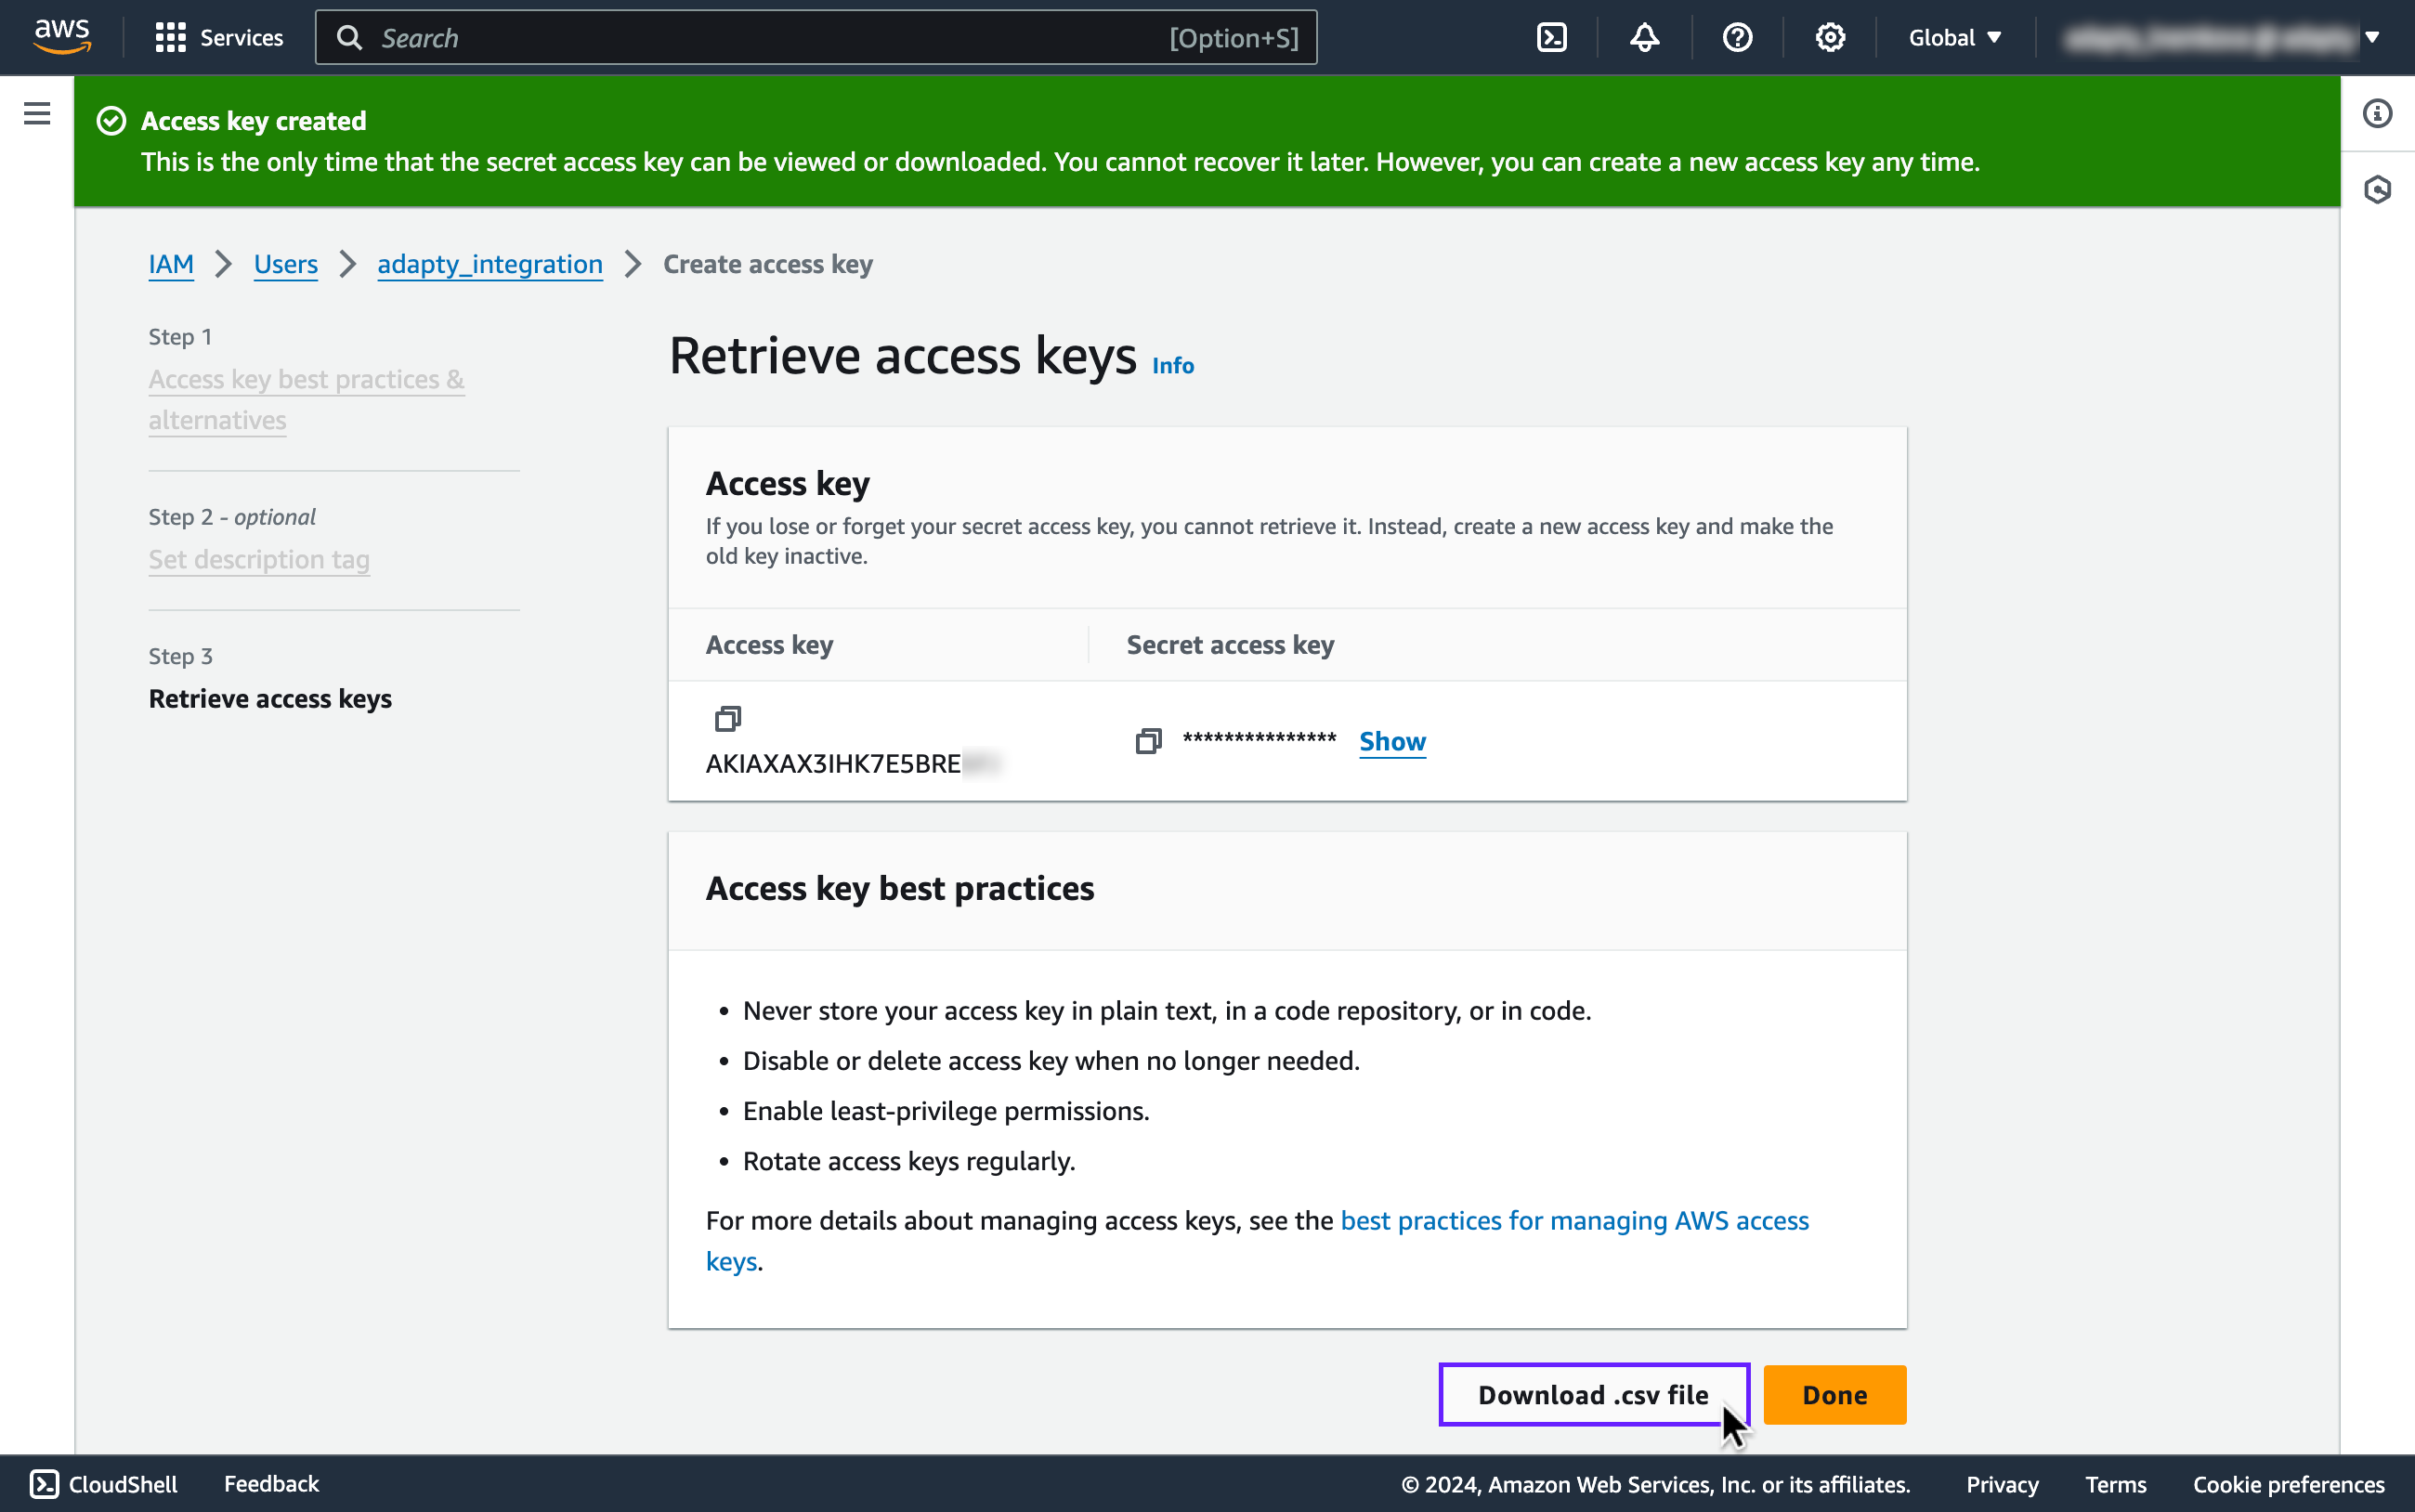 aws
Services
Search
[Option+S]
Global
Access key created
This is the only time that the secret access key can be viewed or downloaded. You cannot recover it later. However, you can create a new access key any time.
IAM
Users
adapty_integration
Create access key
Step 1
Access key best practices &
alternatives
Step 2 - optional
Set description tag
Step 3
Retrieve access keys
Retrieve access keys Info
Access key
If you lose or forget your secret access key, you cannot retrieve it. Instead, create a new access key and make the
old key inactive.
Access key
Secret access key
AKIAXAX3IHK7E5BRE
*************** Show
Access key best practices
• Never store your access key in plain text, in a code repository, or in code.
• Disable or delete access key when no longer needed.
• Enable least-privilege permissions.
• Rotate access keys regularly.
For more details about managing access keys, see the best practices for managing AWS access
keys.
Download .csv file
Done
CloudShell
Feedback
© 2024, Amazon Web Services, Inc. or its affiliates.
Privacy
Terms
Cookie preferences